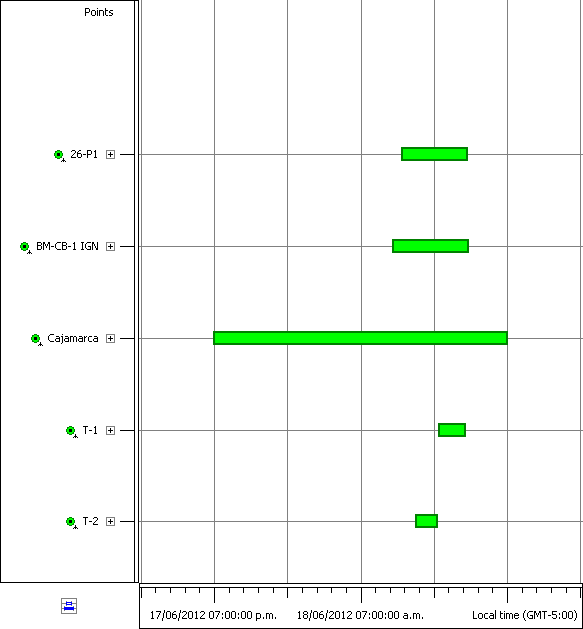 Points
26-P1
BM-CB-1 IGN
Cajamarca
T-1
T-2
17/06/2012 07:00:00 p.m. 18/06/2012 07:00:00 a.m. Local time (GMT-5:00)